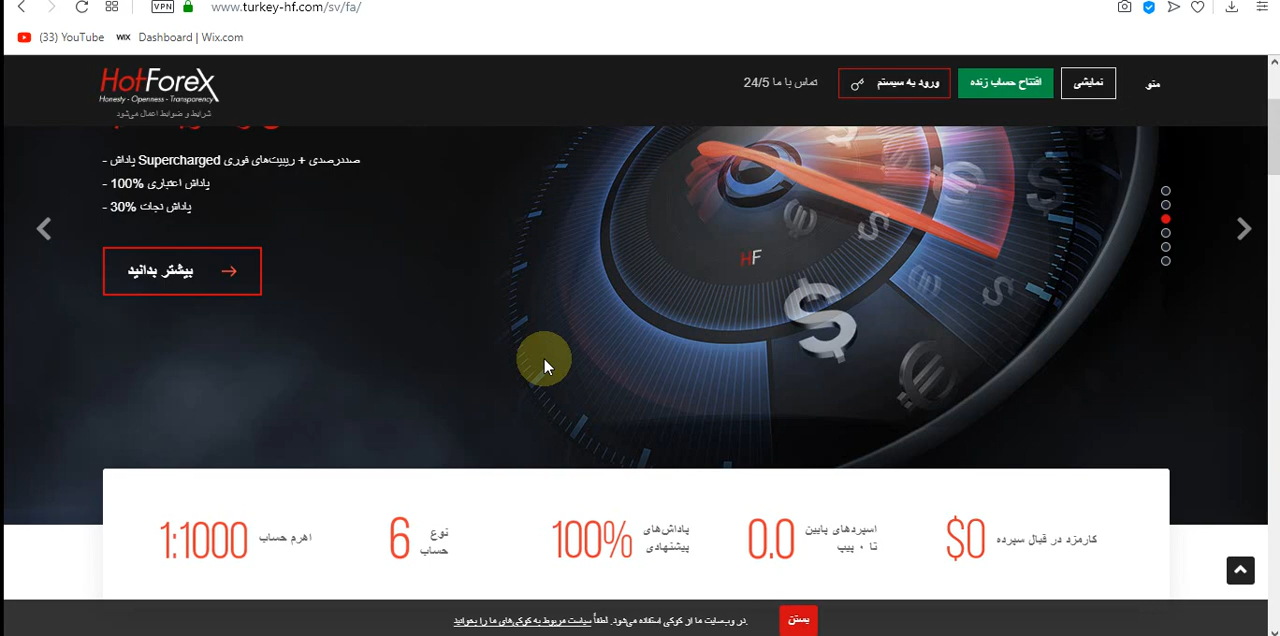 VPN
www.turkey-hf.com/sv/fa/
(33) YouTube
WIX Dashboard | Wix.com
HotForex
Honesty - Openness - Transparency
شرایط و ضوابط اعمال می‌شود
تماس با ما 24/5
ورود به سیستم
افتتاح حساب زنده
نمایشی
منو
- پاداش Supercharged صددرصدی + ریبیت‌های فوری
- پاداش اعتباری 100%
- پاداش نجات 30%
بیشتر بدانید
HF
1:1000
اهرم حساب
6
نوع
حساب
100%
پاداش‌های
پیشنهادی
0.0
اسپردهای پایین
تا ۰ پیپ
$0
کارمزد در قبال سپرده
در وبسایت ما از کوکی استفاده می‌شود. لطفاً سیاست مربوط به کوکی‌های ما را بخوانید.
بستن